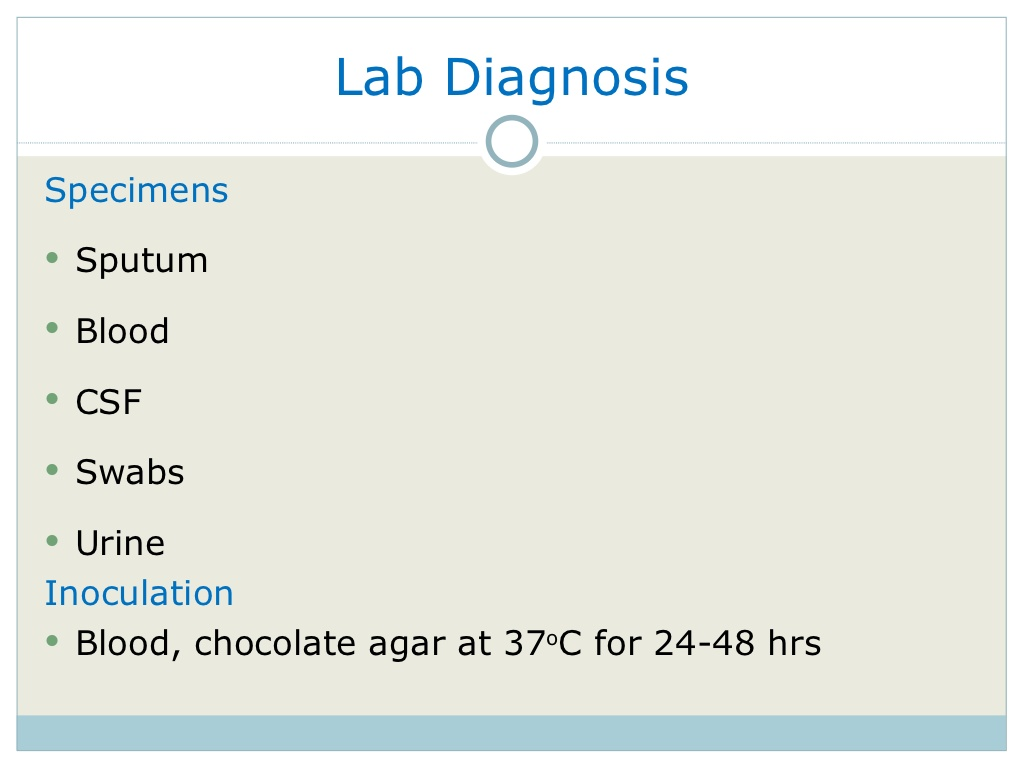 Lab Diagnosis
Specimens
• Sputum
• Blood
• CSF
• Swabs
• Urine
Inoculation
• Blood, chocolate agar at 37ºC for 24-48 hrs